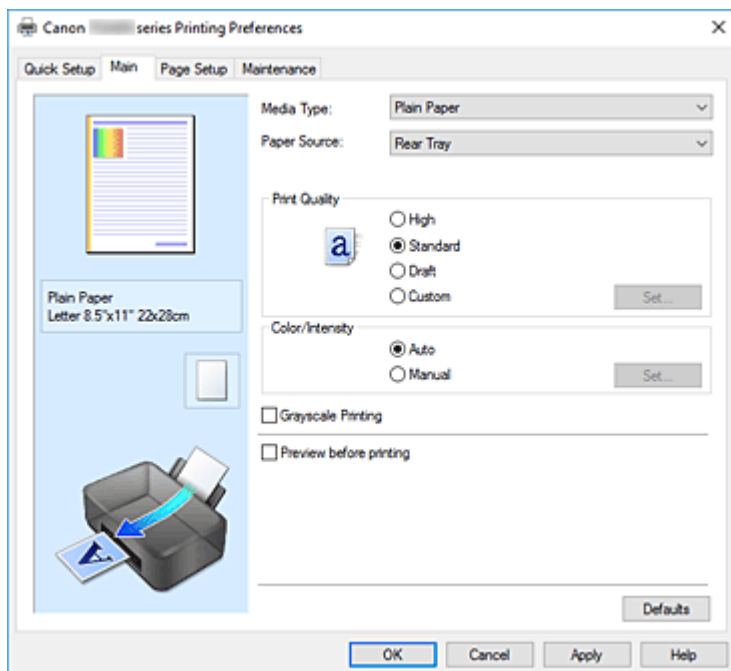 Canon series Printing Preferences
Quick Setup Main Page Setup Maintenance
Media Type: Plain Paper
Paper Source: Rear Tray
Print Quality
a
High
Standard
Draft
Custom Set...
Plain Paper
Letter 8.5"x11" 22x28cm
Color/Intensity
Auto
Manual Set...
Grayscale Printing
Preview before printing
A
Defaults
OK Cancel Apply Help